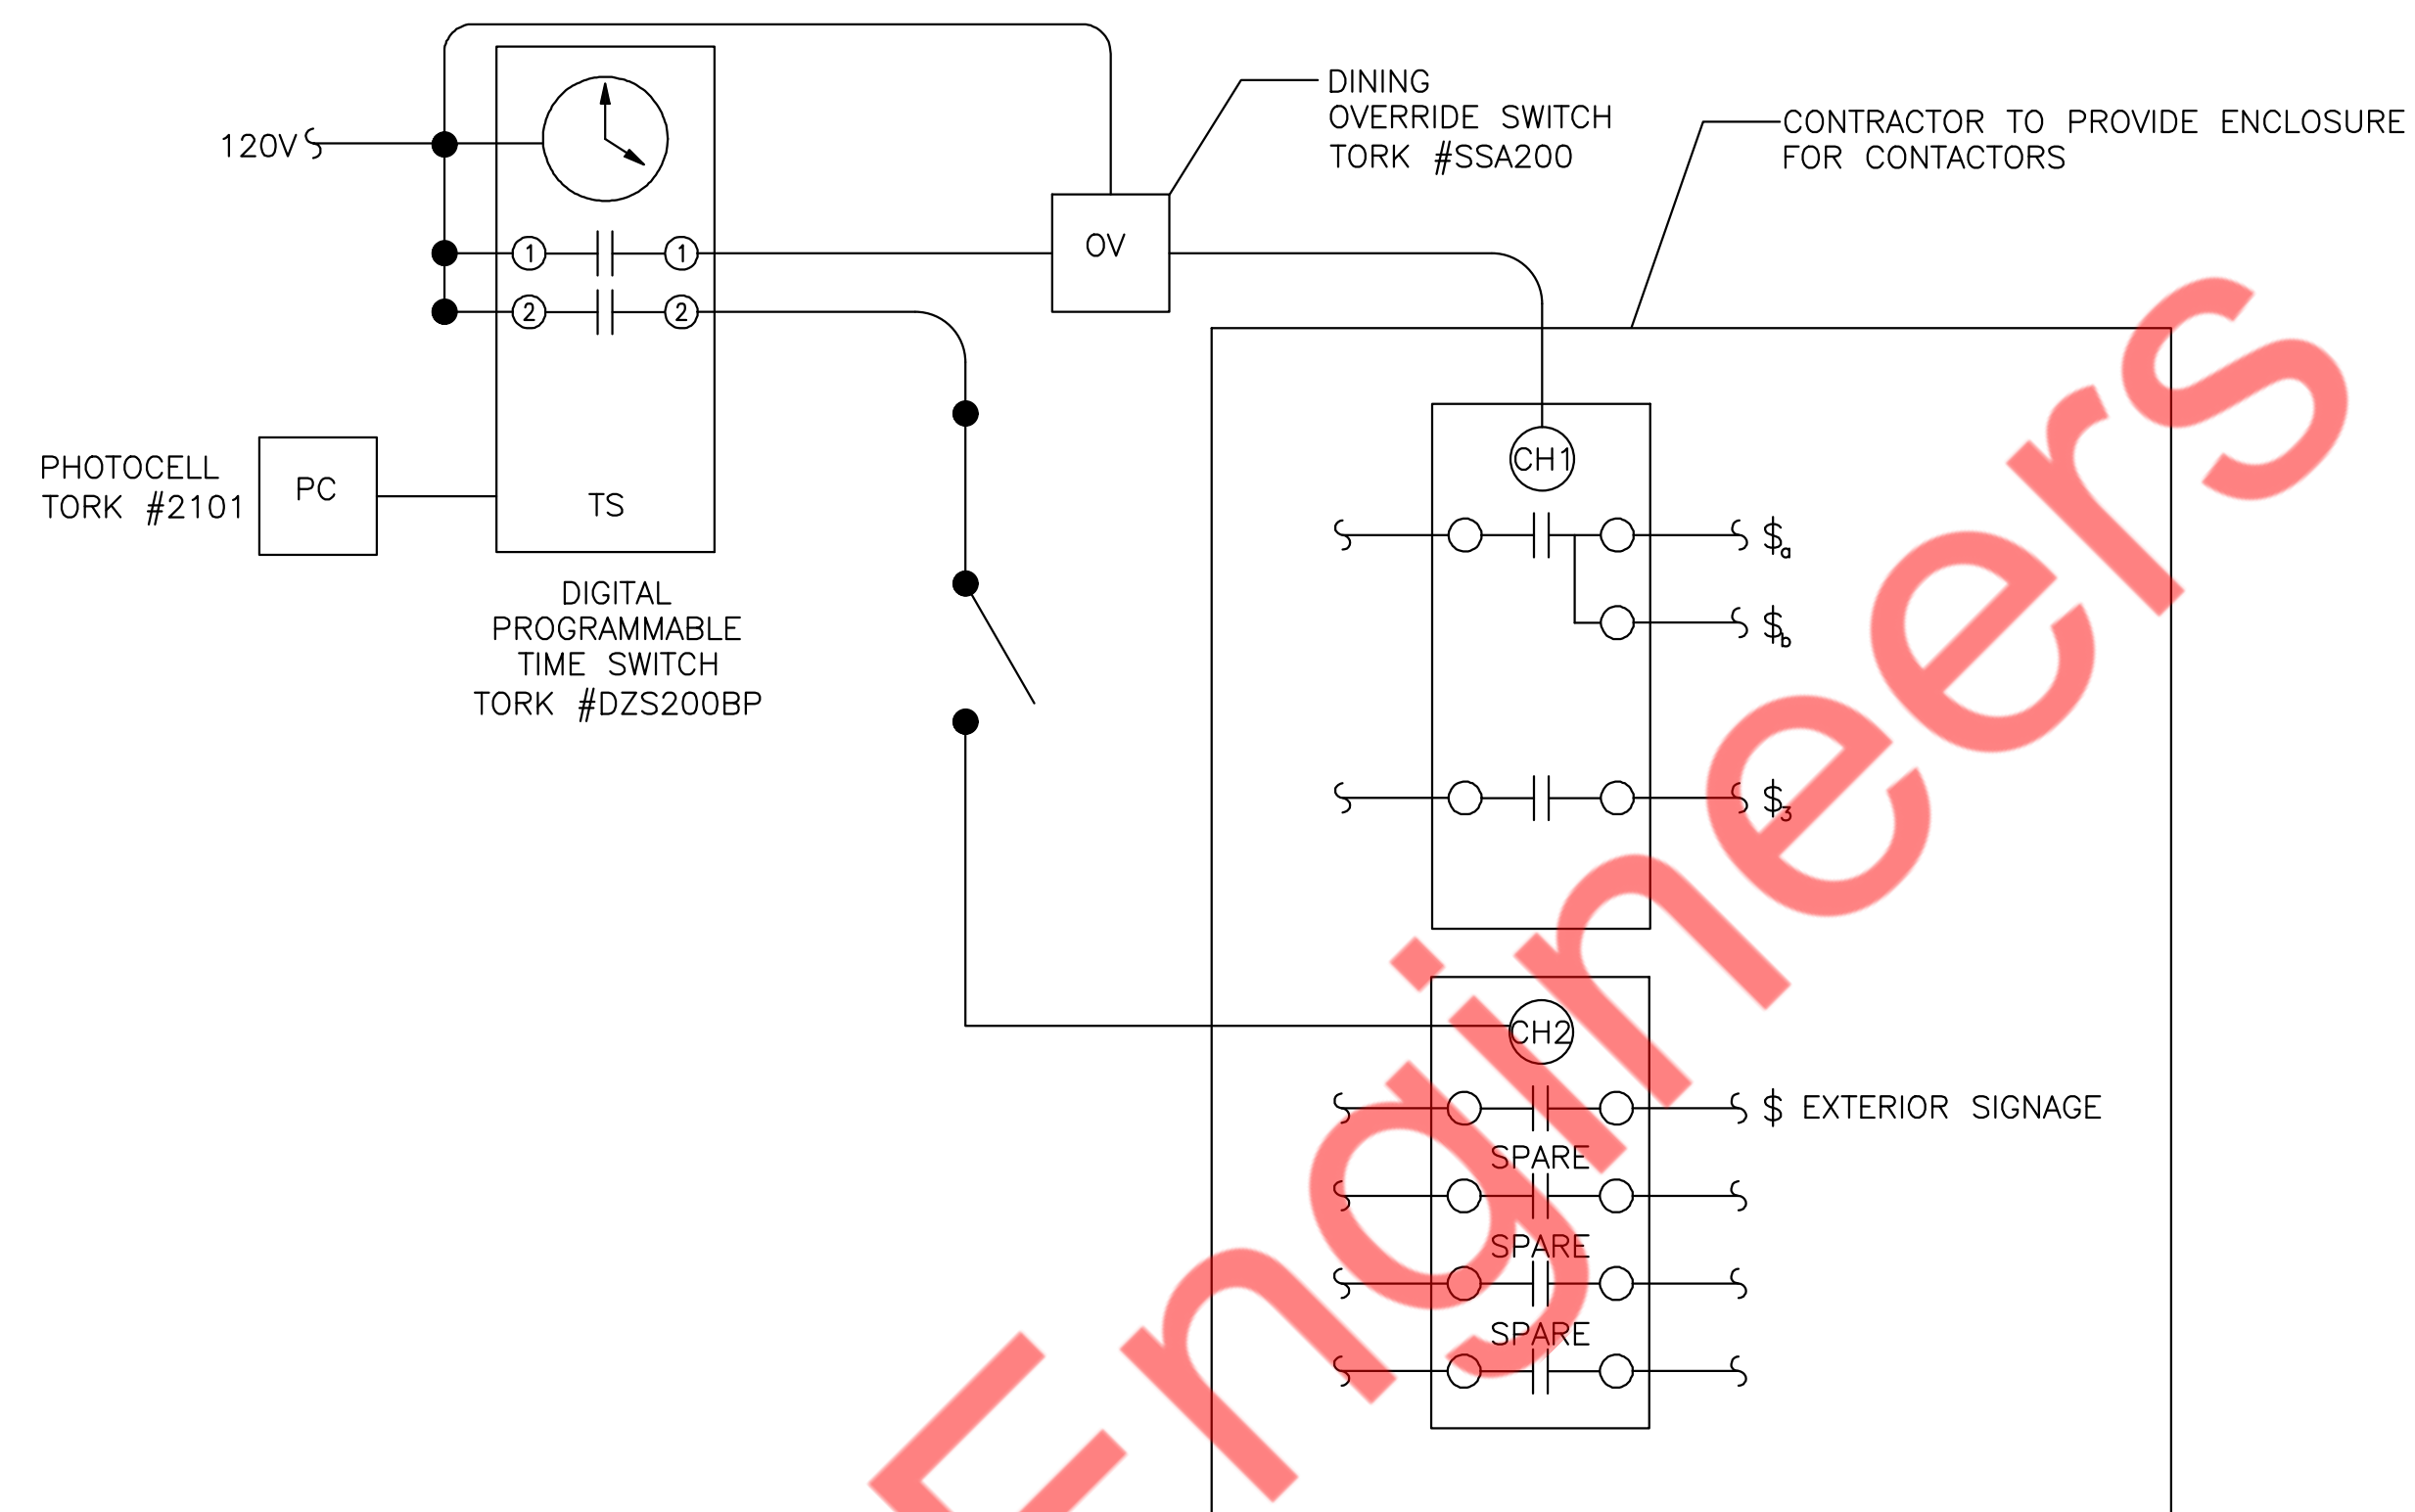 120V
1 1
2 2
TS
DIGITAL
PROGRAMMABLE
TIME SWITCH
TORK #DZS200BP
PHOTOCELL
TORK #2101
PC
OV
DINING
OVERRIDE SWITCH
TORK #SSA200
CONTRACTOR TO PROVIDE ENCLOSURE
FOR CONTACTORS
CH1
$a
$b
$3
CH2
$ EXTERIOR SIGNAGE
SPARE
SPARE
SPARE
Engineers